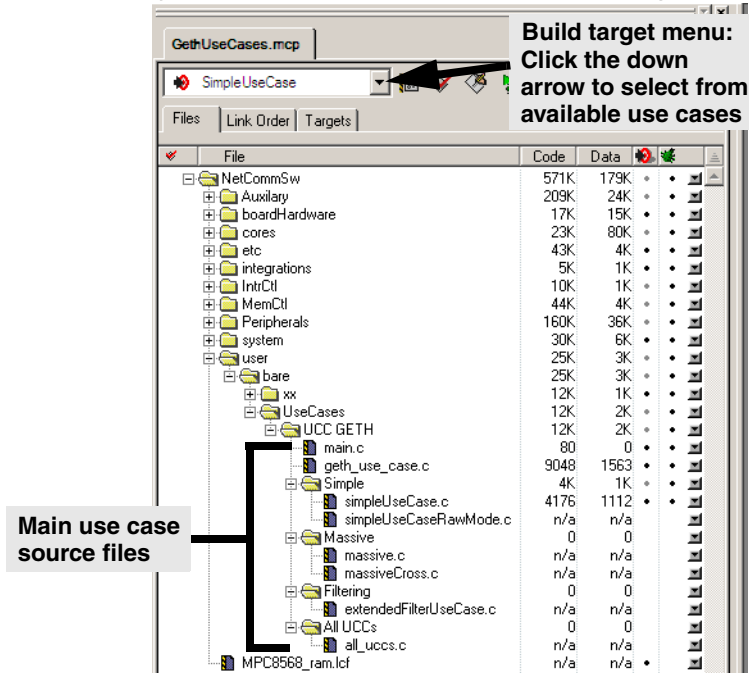 GethUseCases.mcp
Build target menu:
Click the down
arrow to select from
available use cases
SimpleUseCase
Files Link Order Targets
File Code Data
NetCommSw 571K 179K
Auxilary 209K 24K
boardHardware 17K 15K
cores 23K 80K
etc 43K 4K
integrations 5K 1K
IntrCtl 10K 1K
MemCtl 44K 4K
Peripherals 160K 36K
system 30K 6K
user 25K 3K
bare 25K 3K
xx 12K 1K
UseCases 12K 2K
UCC GETH 12K 2K
main.c 80 0
geth_use_case.c 9048 1563
Simple 4K 1K
simpleUseCase.c 4176 1112
simpleUseCaseRawMode.c n/a n/a
Main use case
source files
Massive 0 0
massive.c n/a n/a
massiveCross.c n/a n/a
Filtering 0 0
extendedFilterUseCase.c n/a n/a
All UCCs 0 0
all_uccs.c n/a n/a
MPC8568_ram.lcf n/a n/a